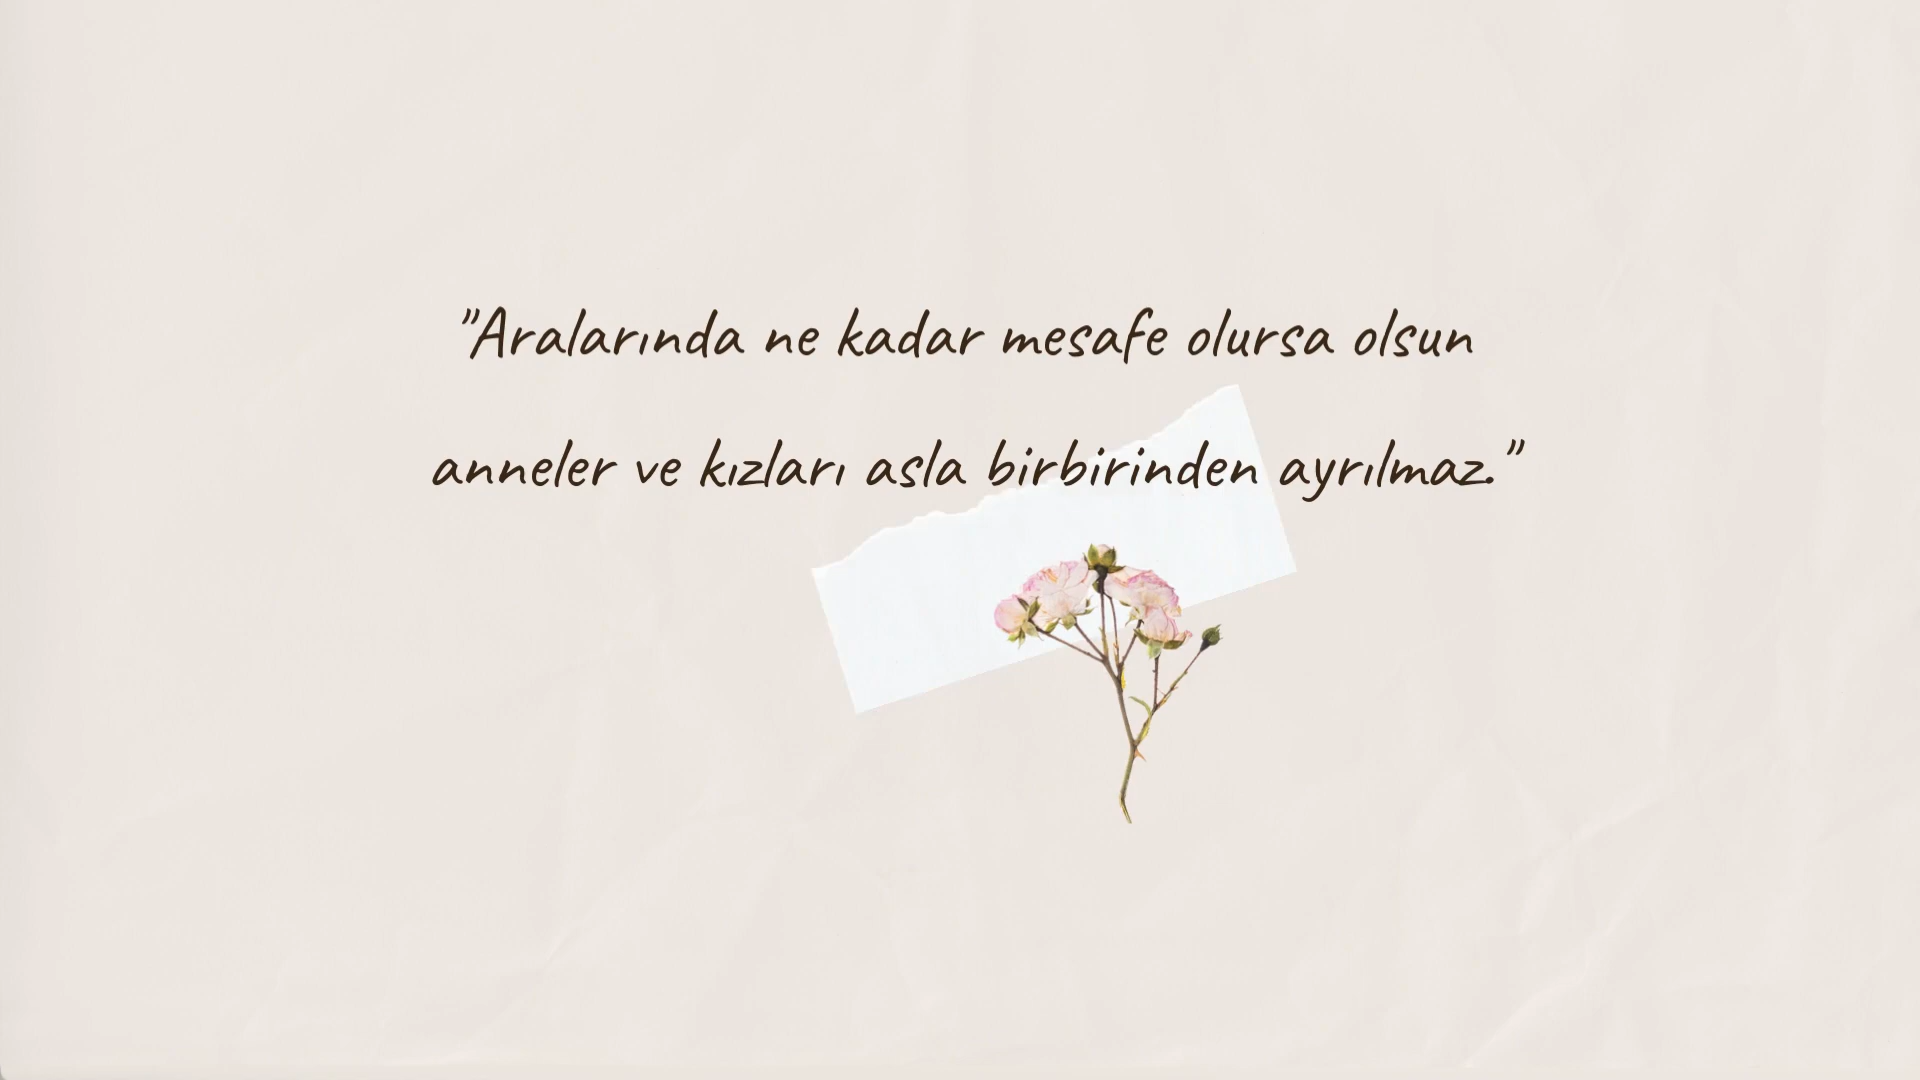 "Aralarında ne kadar mesafe olursa olsun
anneler ve kızları asla birbirinden ayrılmaz."